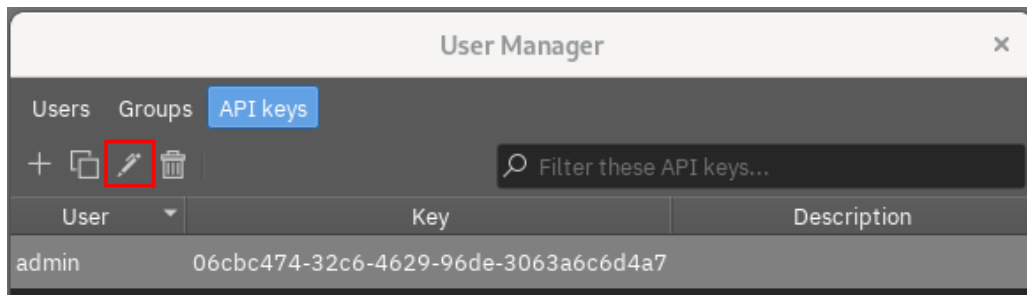 User Manager ×
Users Groups API keys
Filter these API keys...
User Key Description
admin 06cbc474-32c6-4629-96de-3063a6c6d4a7